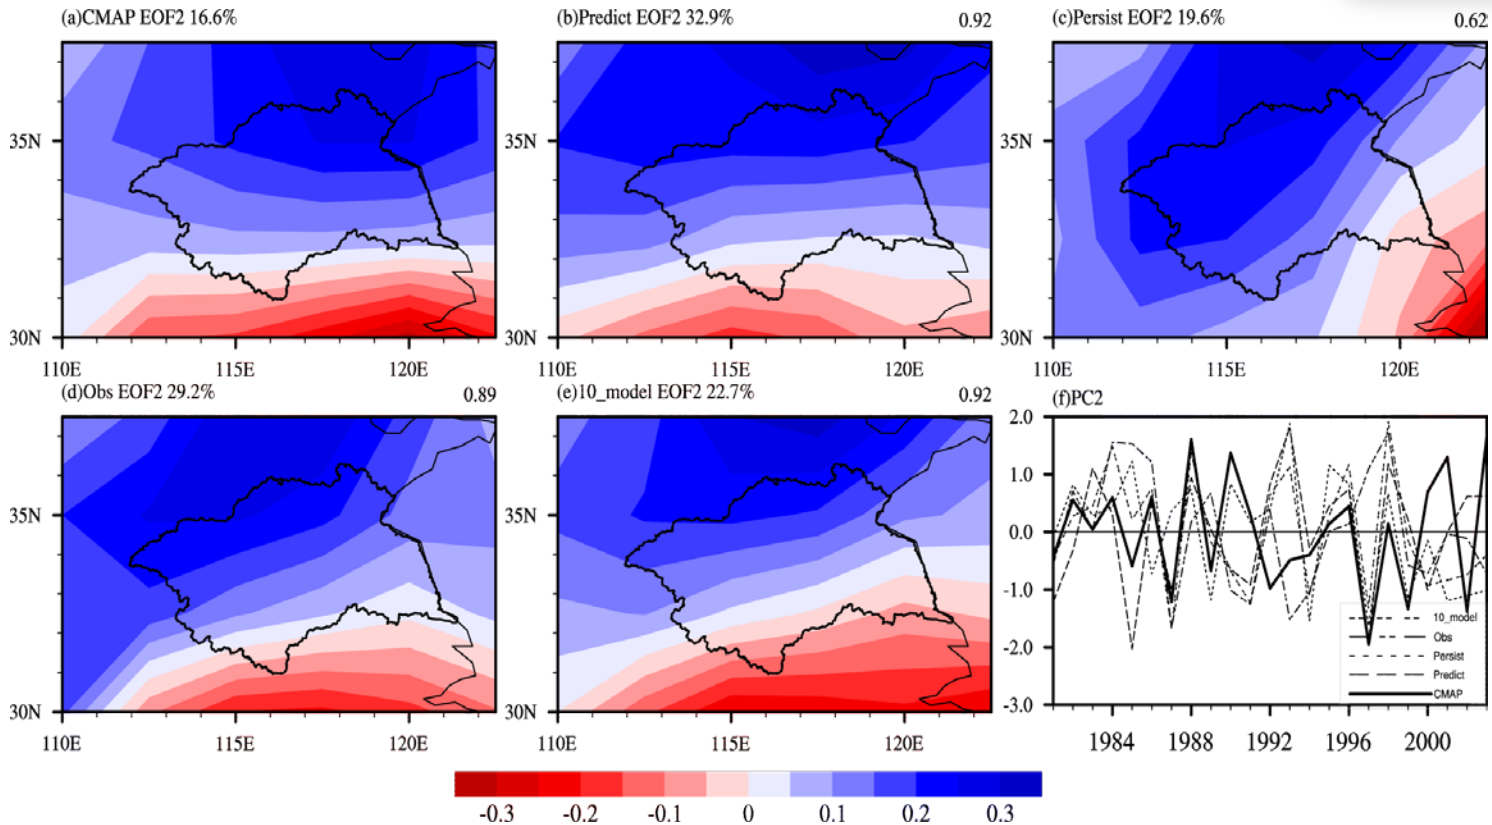 (a)CMAP EOF2 16.6%
(b)Predict EOF2 32.9% 0.92
(c)Persist EOF2 19.6% 0.62
35N 35N 35N
30N 30N 30N
110E 115E 120E 110E 115E 120E 110E 115E 120E
(d)Obs EOF2 29.2% 0.89
(e)10_model EOF2 22.7% 0.92
(f)PC2
2.0
1.0
0.0
-1.0
-2.0
-3.0
10_model
Obs
Persist
Predict
CMAP
35N 35N
30N 30N
110E 115E 120E 110E 115E 120E
1984 1988 1992 1996 2000
-0.3 -0.2 -0.1 0 0.1 0.2 0.3